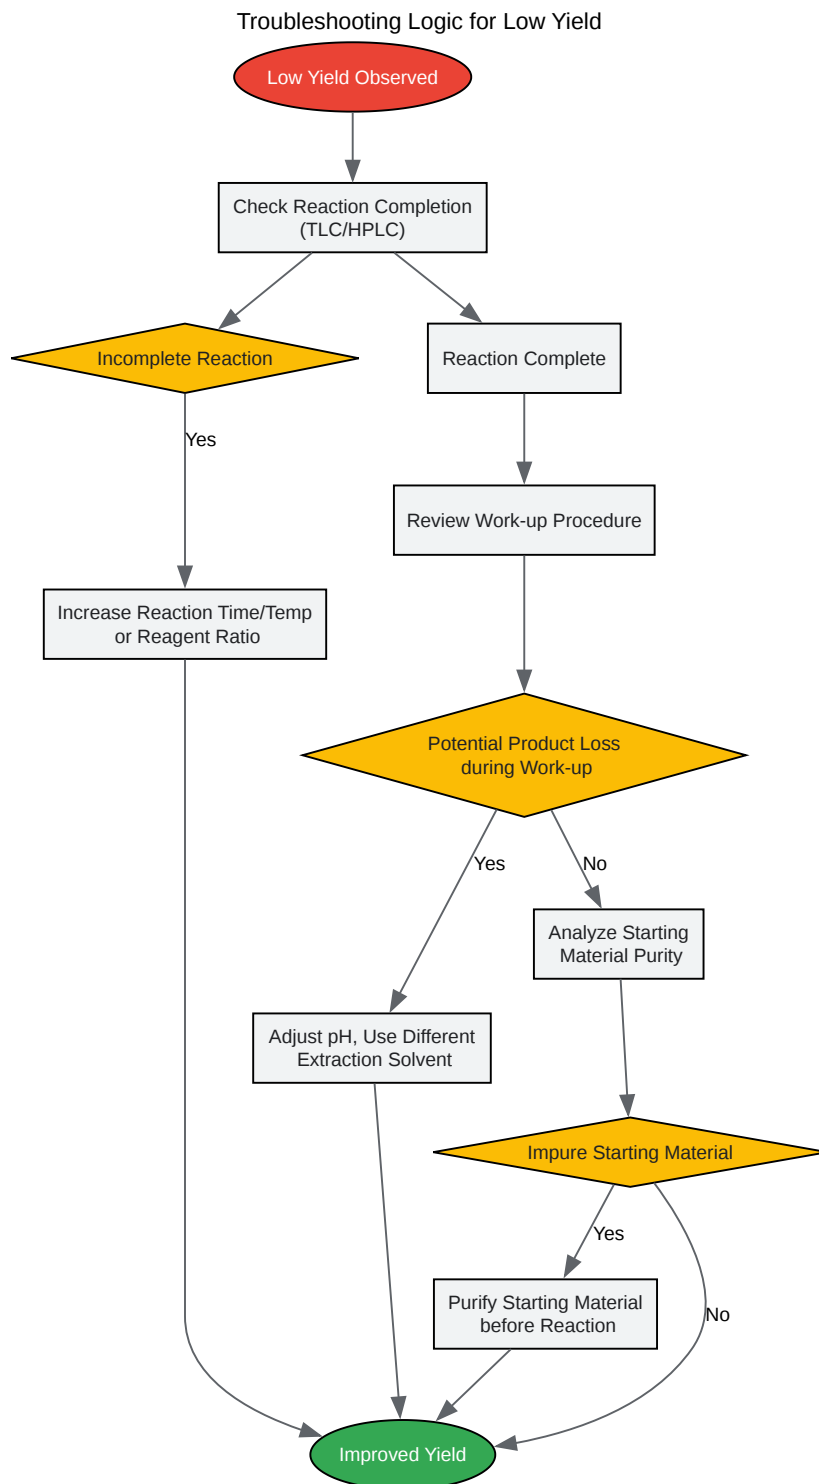 Troubleshooting Logic for Low Yield
Low Yield Observed
Check Reaction Completion
(TLC/HPLC)
Incomplete Reaction
Reaction Complete
Yes
Review Work-up Procedure
Increase Reaction Time/Temp
or Reagent Ratio
Potential Product Loss
during Work-up
Yes
No
Analyze Starting
Material Purity
Adjust pH, Use Different
Extraction Solvent
Impure Starting Material
Yes
Purify Starting Material
before Reaction
No
Improved Yield